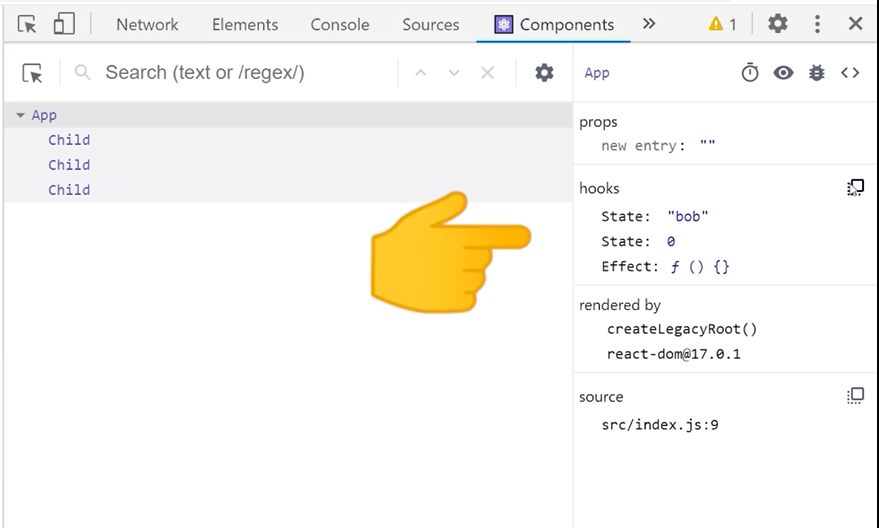 Network Elements Console Sources Components 1
Search (text or /regex/)
App
Child
Child
Child
App
props
new entry: ""
hooks
State: "bob"
State: 0
Effect: ƒ () {}
rendered by
createLegacyRoot()
react-dom@17.0.1
source
src/index.js:9